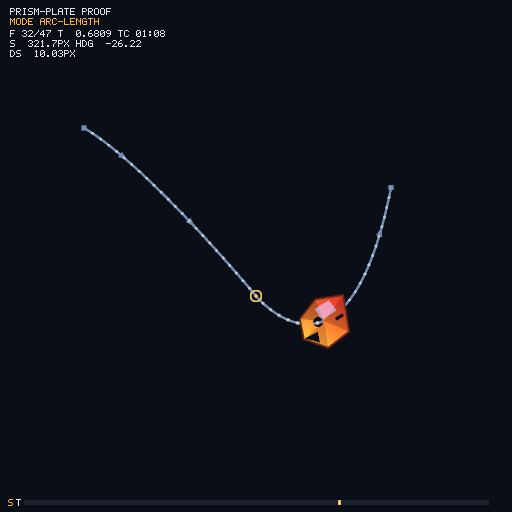 PRISM-PLATE PROOF
MODE ARC-LENGTH
F 32/47 T  0.6809 TC 01:08
S  321.7PX HDG  -26.22
DS  10.03PX
ST